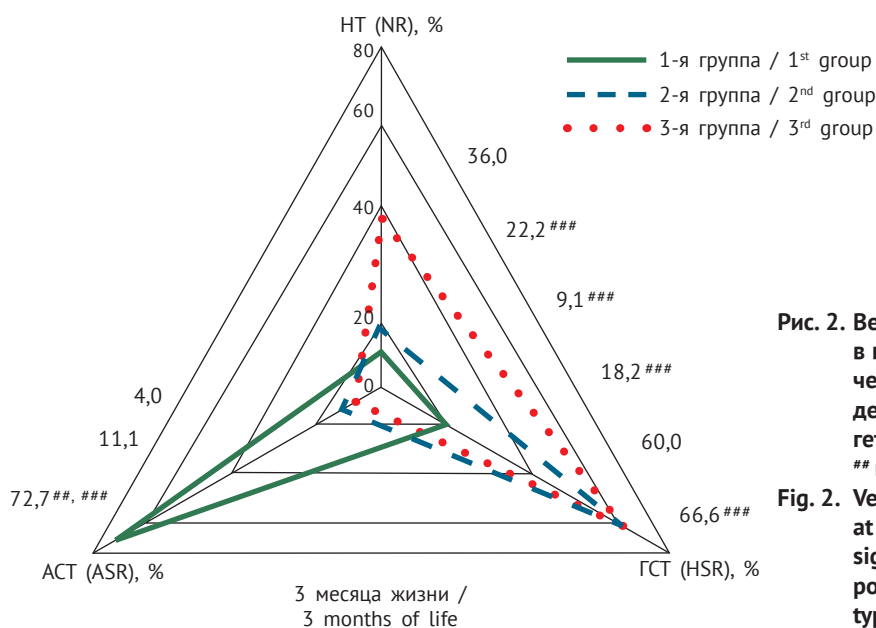 НТ (NR), %
80
60
40
20
0
1-я группа / 1st group
2-я группа / 2nd group
3-я группа / 3rd group
36,0
22,2 ###
9,1 ###
18,2 ###
60,0
66,6 ###
4,0
11,1
72,7 ##, ###
АСТ (ASR), %
ГСТ (HSR), %
3 месяца жизни /
3 months of life
Рис. 2. Ве
в
че
де
ге
##
Fig. 2. Ve
at
sig
po
typ